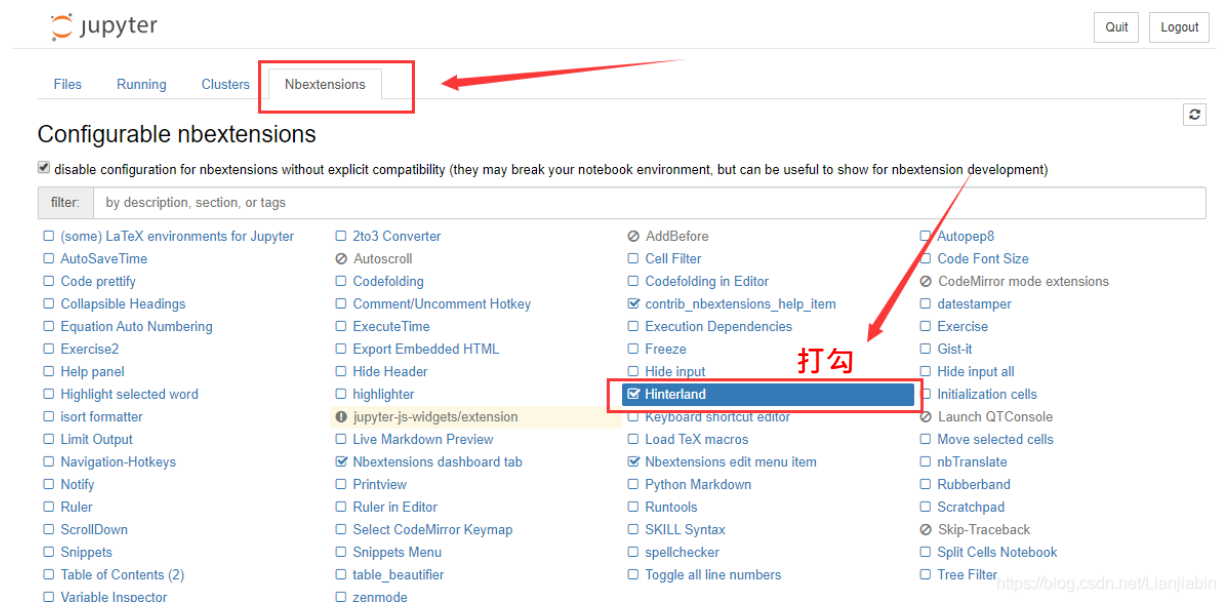 jupyter
Quit Logout
Files Running Clusters Nbextensions
Configurable nbextensions
disable configuration for nbextensions without explicit compatibility (they may break your notebook environment, but can be useful to show for nbextension development)
filter: by description, section, or tags
(some) LaTeX environments for Jupyter 2to3 Converter AddBefore Autopep8
AutoSaveTime Autoscroll Cell Filter Code Font Size
Code prettify Codefolding Codefolding in Editor CodeMirror mode extensions
Collapsible Headings Comment/Uncomment Hotkey contrib_nbextensions_help_item datestamper
Equation Auto Numbering ExecuteTime Execution Dependencies Exercise
Exercise2 Export Embedded HTML Freeze Gist-it
打勾
Help panel Hide Header Hide input Hide input all
Highlight selected word highlighter Hinterland Initialization cells
isort formatter jupyter-js-widgets/extension Keyboard shortcut editor Launch QTConsole
Limit Output Live Markdown Preview Load TeX macros Move selected cells
Navigation-Hotkeys Nbextensions dashboard tab Nbextensions edit menu item nbTranslate
Notify Printview Python Markdown Rubberband
Ruler Ruler in Editor Runtools Scratchpad
ScrollDown Select CodeMirror Keymap SKILL Syntax Skip-Traceback
Snippets Snippets Menu spellchecker Split Cells Notebook
Table of Contents (2) table_beautifier Toggle all line numbers Tree Filter
https://blog.csdn.net/Lianjiabin
Variable Inspector zenmode